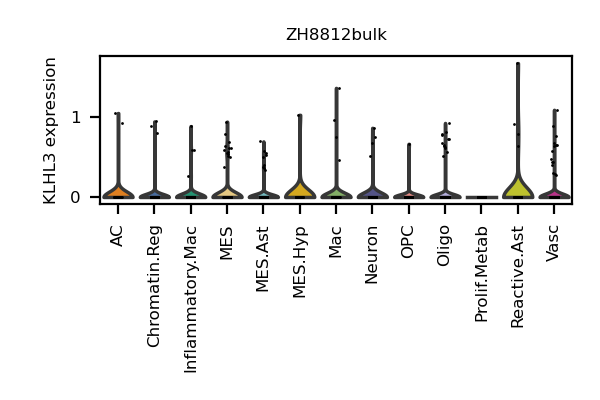 ZH8812bulk
KLHL3 expression
1
0
AC
Chromatin.Reg
Inflammatory.Mac
MES
MES.Ast
MES.Hyp
Mac
Neuron
OPC
Oligo
Prolif.Metab
Reactive.Ast
Vasc